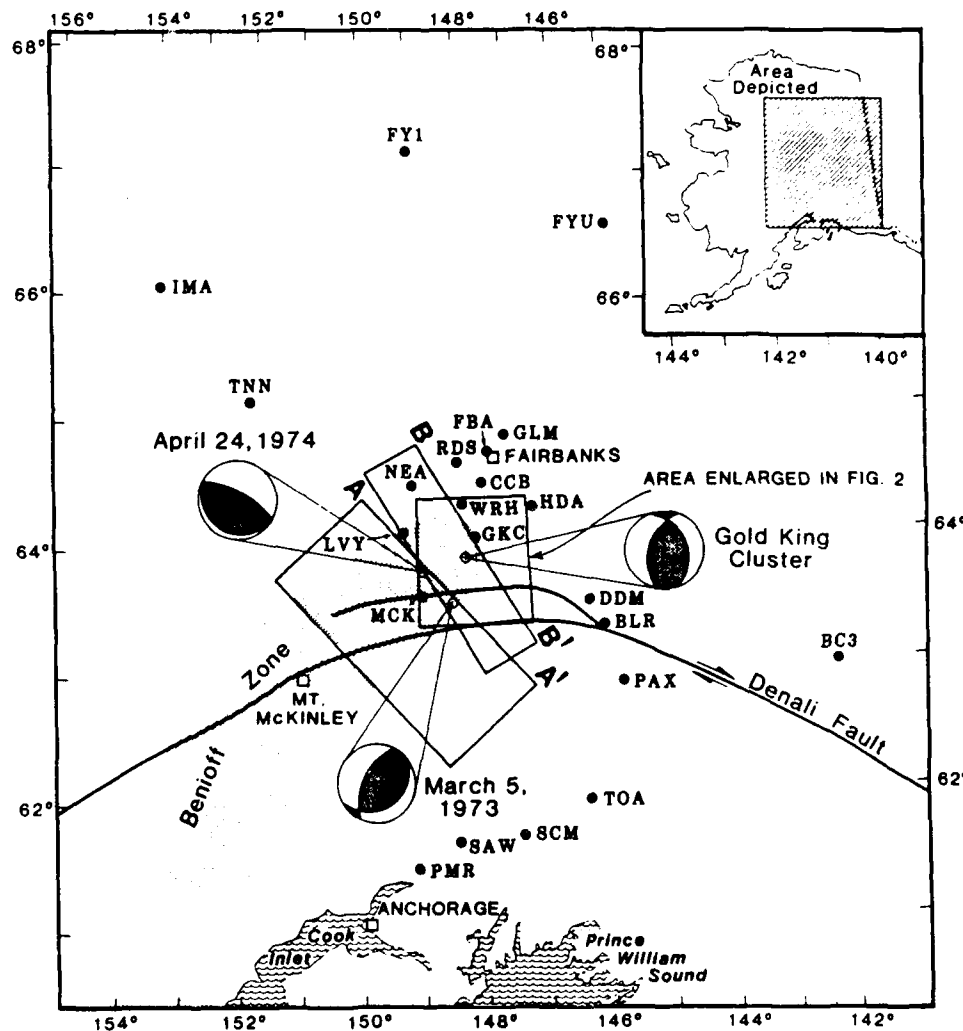 156° 154° 152° 150° 148° 146°
68°
Area
Depicted
FY1
FYU
66°
IMA
66°
144° 142° 140°
TNN
April 24, 1974
FBA
GLM
RDS
FAIRBANKS
B
NEA
CCB
AREA ENLARGED IN FIG. 2
A
WRH
HDA
64°
LVY
GKC
Gold King
Cluster
64°
MCK
DDM
BLR
B'
A'
BC3
Zone
PAX
MT.
McKINLEY
Denali Fault
Benioff
March 5,
1973
62°
62°
TOA
SCM
SAW
PMR
ANCHORAGE
Cook
Inlet
Prince
William
Sound
154° 152° 150° 148° 146° 144° 142°